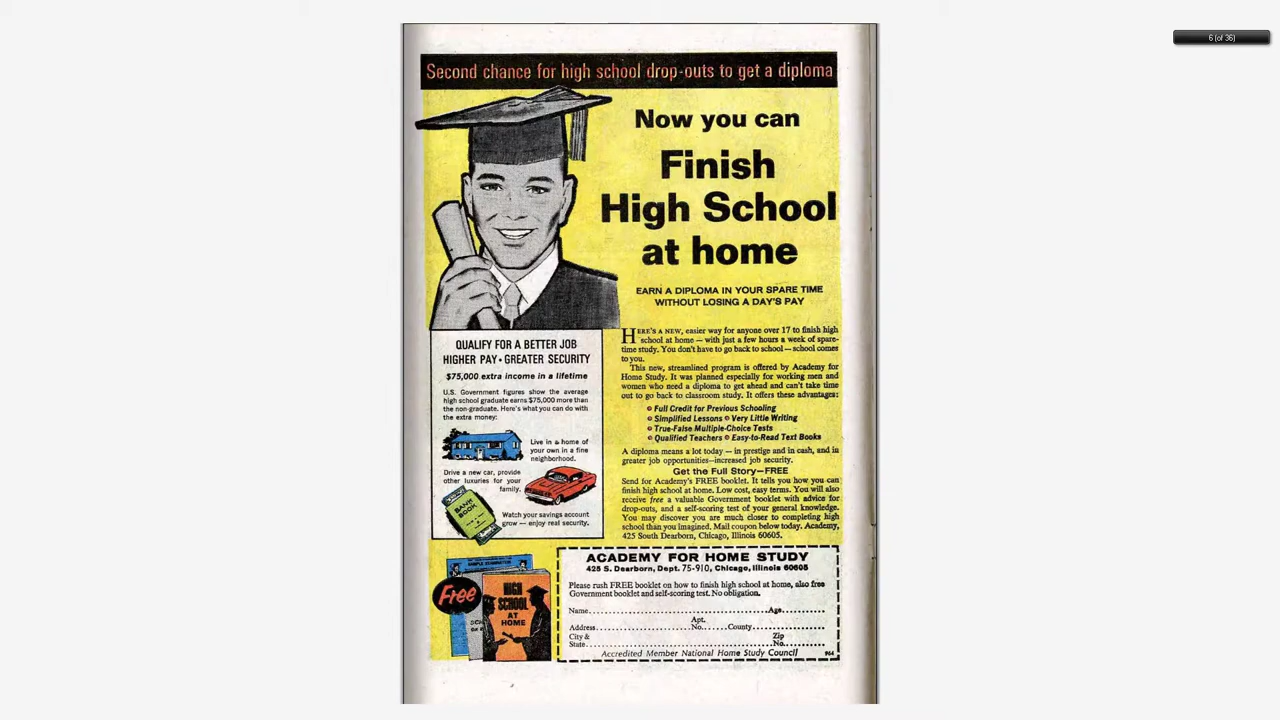 6 (of 36)
Second chance for high school drop-outs to get a diploma
Now you can
Finish
High School
at home
EARN A DIPLOMA IN YOUR SPARE TIME
WITHOUT LOSING A DAY'S PAY
HERE'S A NEW, easier way for anyone over 17 to finish high
school at home — with just a few hours a week of spare-
time study. You don't have to go back to school — school comes
to you.
This new, streamlined program is offered by Academy for
Home Study. It was planned especially for working men and
women who need a diploma to get ahead and can't take time
out to go back to classroom study. It offers these advantages:
Full Credit for Previous Schooling
Simplified Lessons Very Little Writing
True-False Multiple-Choice Tests
Qualified Teachers Easy-to-Read Text Books
A diploma means a lot today — in prestige and in cash, and in
greater job opportunities—increased job security.
Get the Full Story—FREE
Send for Academy's FREE booklet. It tells you how you can
finish high school at home. Low cost, easy terms. You will also
receive free a valuable Government booklet with advice for
drop-outs, and a self-scoring test of your general knowledge.
You may discover you are much closer to completing high
school than you imagined. Mail coupon below today. Academy,
425 South Dearborn, Chicago, Illinois 60605.
QUALIFY FOR A BETTER JOB
HIGHER PAY • GREATER SECURITY
$75,000 extra income in a lifetime
U.S. Government figures show the average
high school graduate earns $75,000 more than
the non-graduate. Here's what you can do with
the extra money:
Live in a home of
your own in a fine
neighborhood.
Drive a new car, provide
other luxuries for your
family.
BANK
BOOK
Watch your savings account
grow — enjoy real security.
Free
HIGH
SCHOOL
AT
HOME
ACADEMY FOR HOME STUDY
425 S. Dearborn, Dept. 75-910, Chicago, Illinois 60605
Please rush FREE booklet on how to finish high school at home, also free
Government booklet and self-scoring test. No obligation.
Name Age
Address Apt. No. County
City & State Zip No.
Accredited Member National Home Study Council 964